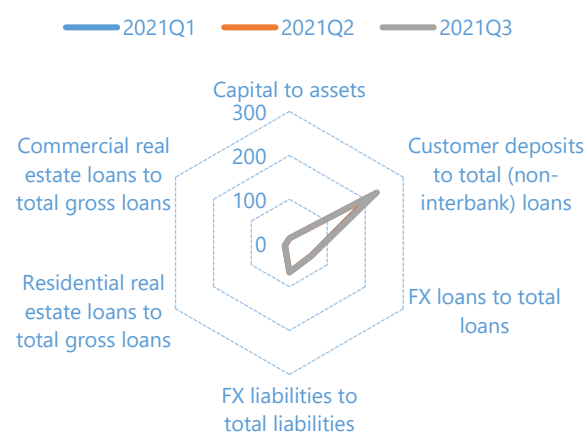 2021Q1 2021Q2 2021Q3
Capital to assets
300
200
100
0
Customer deposits
to total (non-
interbank) loans
FX loans to total
loans
FX liabilities to
total liabilities
Residential real
estate loans to
total gross loans
Commercial real
estate loans to
total gross loans